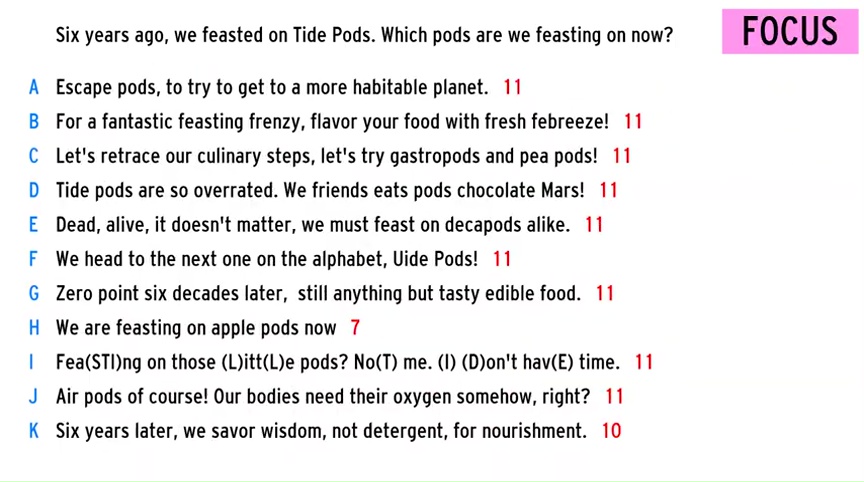 Six years ago, we feasted on Tide Pods. Which pods are we feasting on now?
FOCUS
A Escape pods, to try to get to a more habitable planet. 11
B For a fantastic feasting frenzy, flavor your food with fresh febreeze! 11
C Let's retrace our culinary steps, let's try gastropods and pea pods! 11
D Tide pods are so overrated. We friends eats pods chocolate Mars! 11
E Dead, alive, it doesn't matter, we must feast on decapods alike. 11
F We head to the next one on the alphabet, Uide Pods! 11
G Zero point six decades later, still anything but tasty edible food. 11
H We are feasting on apple pods now 7
I Fea(STI)ng on those (L)itt(L)e pods? No(T) me. (I) (D)on't hav(E) time. 11
J Air pods of course! Our bodies need their oxygen somehow, right? 11
K Six years later, we savor wisdom, not detergent, for nourishment. 10